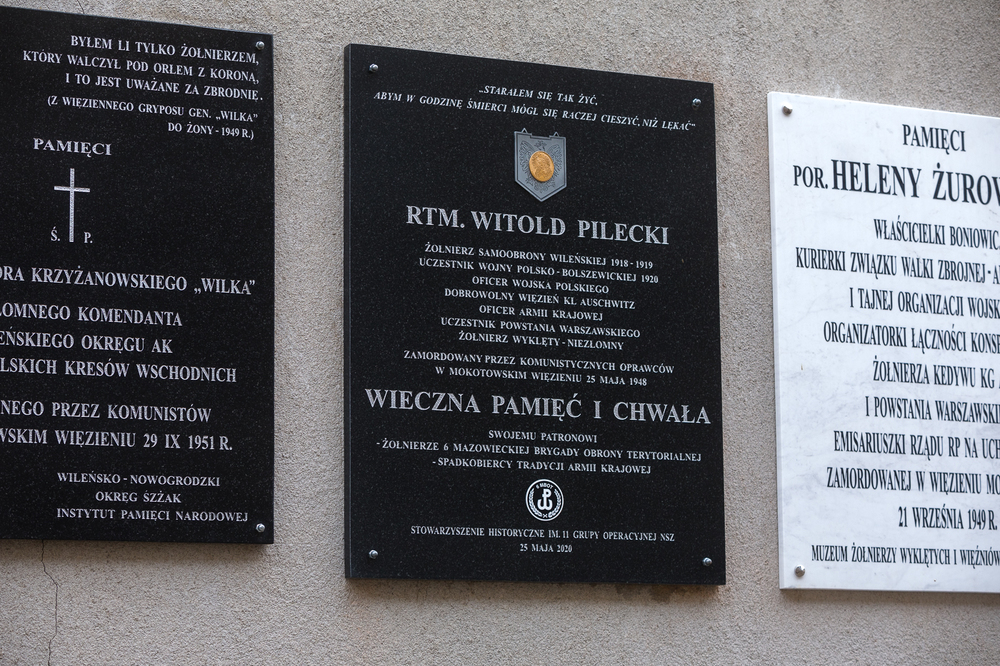 BYŁEM LI TYLKO ŻOŁNIERZEM,
KTÓRY WALCZYŁ POD ORŁEM Z KORONĄ,
I TO JEST UWAŻANE ZA ZBRODNIĘ.
(Z WIĘZIENNEGO GRYPSU GEN. „WILKA”
DO ŻONY - 1949 R.)
PAMIĘCI
Ś. P.
ORA KRZYŻANOWSKIEGO „WILKA”
ŁOMNEGO KOMENDANTA
EŃSKIEGO OKRĘGU AK
LSKICH KRESÓW WSCHODNICH
NEGO PRZEZ KOMUNISTÓW
WSKIM WIĘZIENIU 29 IX 1951 R.
WILEŃSKO - NOWOGRODZKI
OKRĘG ŚZŻAK
INSTYTUT PAMIĘCI NARODOWEJ
„STARAŁEM SIĘ TAK ŻYĆ,
ABYM W GODZINĘ ŚMIERCI MÓGŁ SIĘ RACZEJ CIESZYĆ, NIŻ LĘKAĆ”
RTM. WITOLD PILECKI
ŻOŁNIERZ SAMOOBRONY WILEŃSKIEJ 1918 - 1919
UCZESTNIK WOJNY POLSKO - BOLSZEWICKIEJ 1920
OFICER WOJSKA POLSKIEGO
DOBROWOLNY WIĘZIEŃ KL AUSCHWITZ
OFICER ARMII KRAJOWEJ
UCZESTNIK POWSTANIA WARSZAWSKIEGO
ŻOŁNIERZ WYKLĘTY - NIEZŁOMNY
ZAMORDOWANY PRZEZ KOMUNISTYCZNYCH OPRAWCÓW
W MOKOTOWSKIM WIĘZIENIU 25 MAJA 1948
WIECZNA PAMIĘĆ I CHWAŁA
SWOJEMU PATRONOWI
- ŻOŁNIERZE 6 MAZOWIECKIEJ BRYGADY OBRONY TERYTORIALNEJ
- SPADKOBIERCY TRADYCJI ARMII KRAJOWEJ
6 MBOT
STOWARZYSZENIE HISTORYCZNE IM. 11 GRUPY OPERACYJNEJ NSZ
25 MAJA 2020
PAMIĘCI
POR. HELENY ŻUROW
WŁAŚCICIELKI BONIOWIC
KURIERKI ZWIĄZKU WALKI ZBROJNEJ - A
I TAJNEJ ORGANIZACJI WOJSK
ORGANIZATORKI ŁĄCZNOŚCI KONSP
ŻOŁNIERZA KEDYWU KG A
I POWSTANIA WARSZAWSKI
EMISARIUSZKI RZĄDU RP NA UCH
ZAMORDOWANEJ W WIĘZIENIU MO
21 WRZEŚNIA 1949 R.
MUZEUM ŻOŁNIERZY WYKLĘTYCH I WIĘŹNIÓW